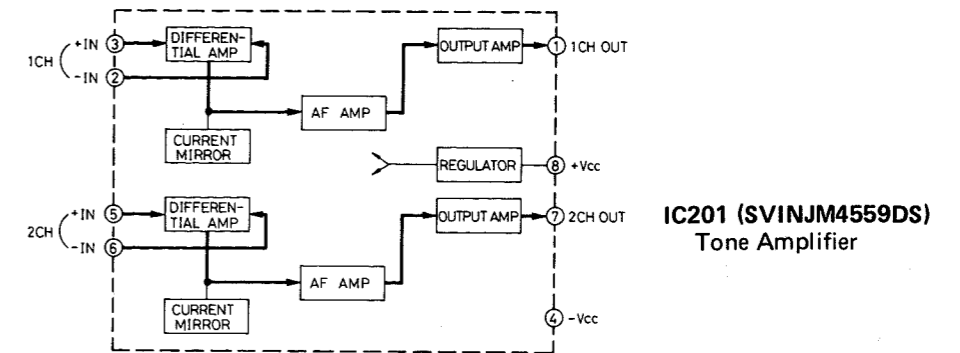 +IN ③ DIFFEREN-
TIAL AMP
OUTPUT AMP ① 1CH OUT
1CH
-IN ②
AF AMP
CURRENT
MIRROR
REGULATOR ⑧ +Vcc
+IN ⑤ DIFFEREN-
TIAL AMP
OUTPUT AMP ⑦ 2CH OUT
2CH
-IN ⑥
AF AMP
CURRENT
MIRROR
④ -Vcc
IC201 (SVINJM4559DS)
Tone Amplifier